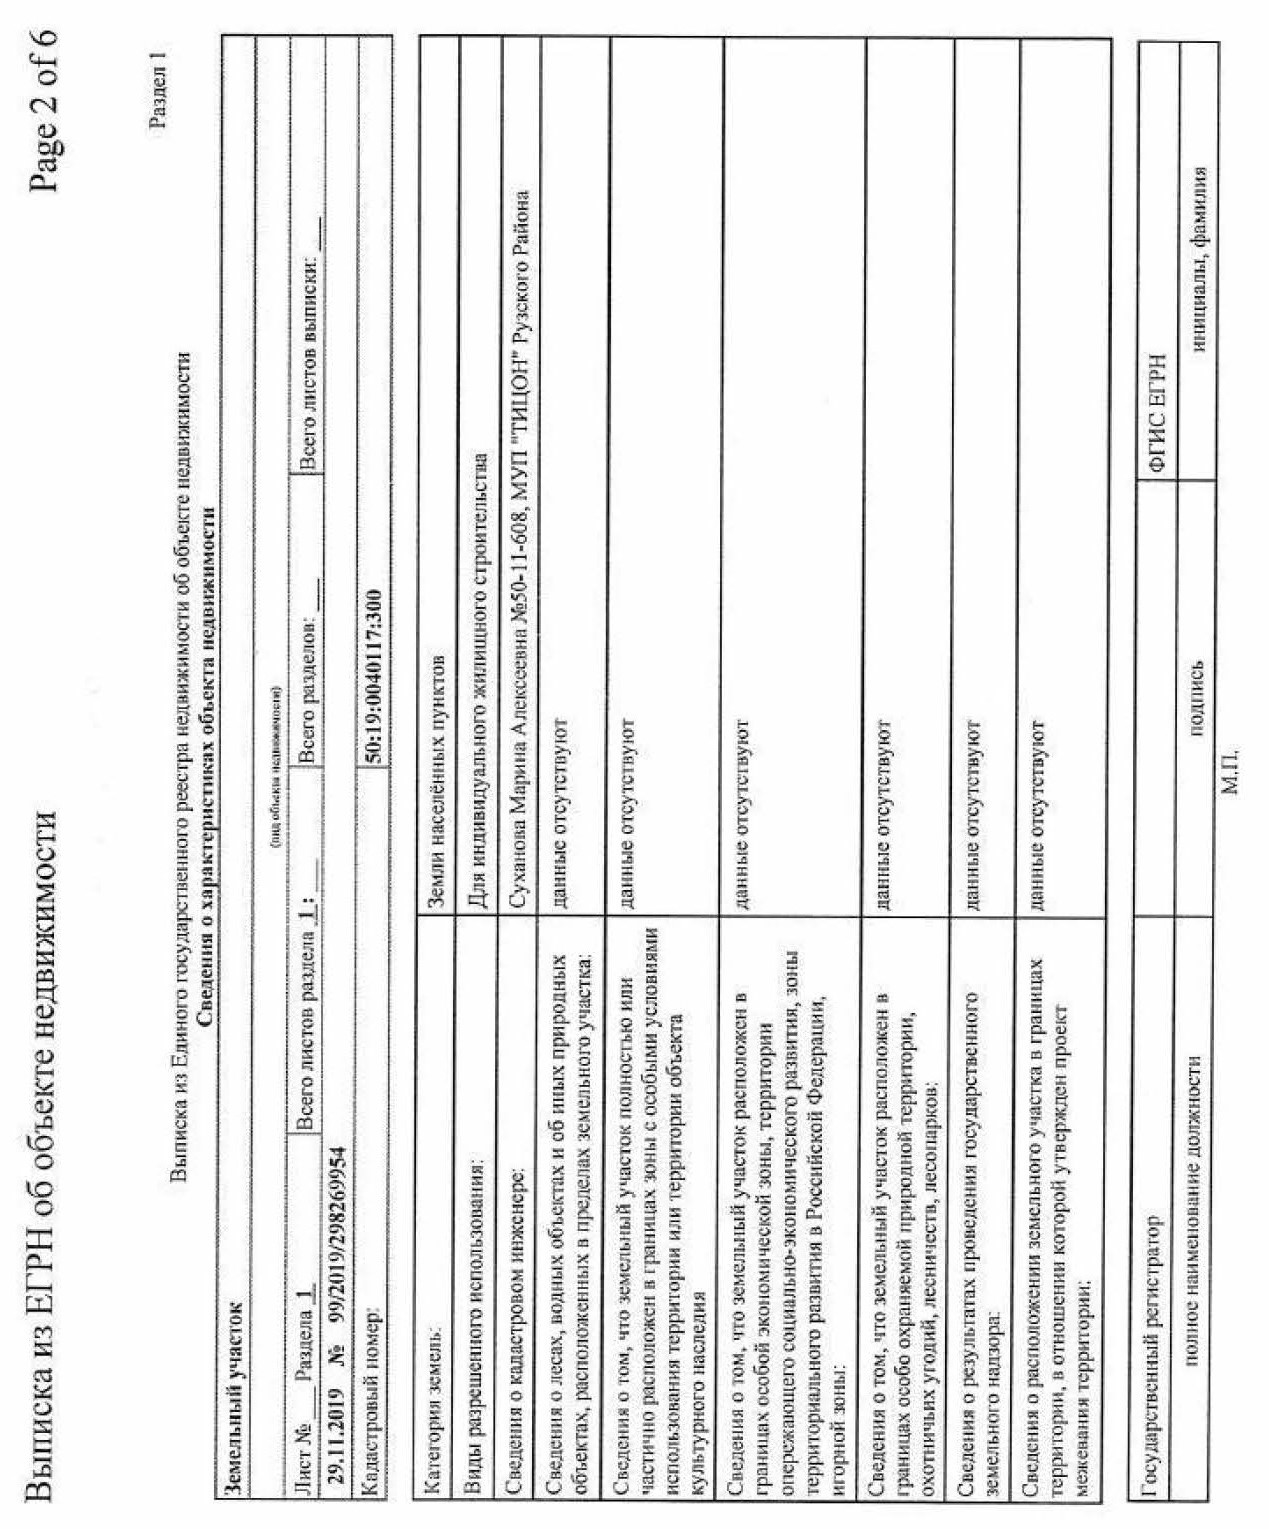 Выписка из ЕГРН об объекте недвижимости
Page 2 of 6
Раздел 1
Выписка из Единого государственного реестра недвижимости об объекте недвижимости
Сведения о характеристиках объекта недвижимости
Земельный участок
(вид объекта недвижимости)
Лист № ___ Раздела 1
Всего листов раздела 1 : ___
Всего разделов: ___
Всего листов выписки: ___
29.11.2019 № 99/2019/298269954
Кадастровый номер:
50:19:0040117:300
Категория земель:
Земли населённых пунктов
Виды разрешенного использования:
Для индивидуального жилищного строительства
Сведения о кадастровом инженере:
Суханова Марина Алексеевна №50-11-608, МУП "ТИЦОН" Рузского Района
Сведения о лесах, водных объектах и об иных природных
объектах, расположенных в пределах земельного участка:
данные отсутствуют
Сведения о том, что земельный участок полностью или
частично расположен в границах зоны с особыми условиями
использования территории или территории объекта
культурного наследия
данные отсутствуют
Сведения о том, что земельный участок расположен в
границах особой экономической зоны, территории
опережающего социально-экономического развития, зоны
территориального развития в Российской Федерации,
игорной зоны:
данные отсутствуют
Сведения о том, что земельный участок расположен в
границах особо охраняемой природной территории,
охотничьих угодий, лесничеств, лесопарков:
данные отсутствуют
Сведения о результатах проведения государственного
земельного надзора:
данные отсутствуют
Сведения о расположении земельного участка в границах
территории, в отношении которой утвержден проект
межевания территории:
данные отсутствуют
Государственный регистратор
ФГИС ЕГРН
полное наименование должности
подпись
инициалы, фамилия
М.П.